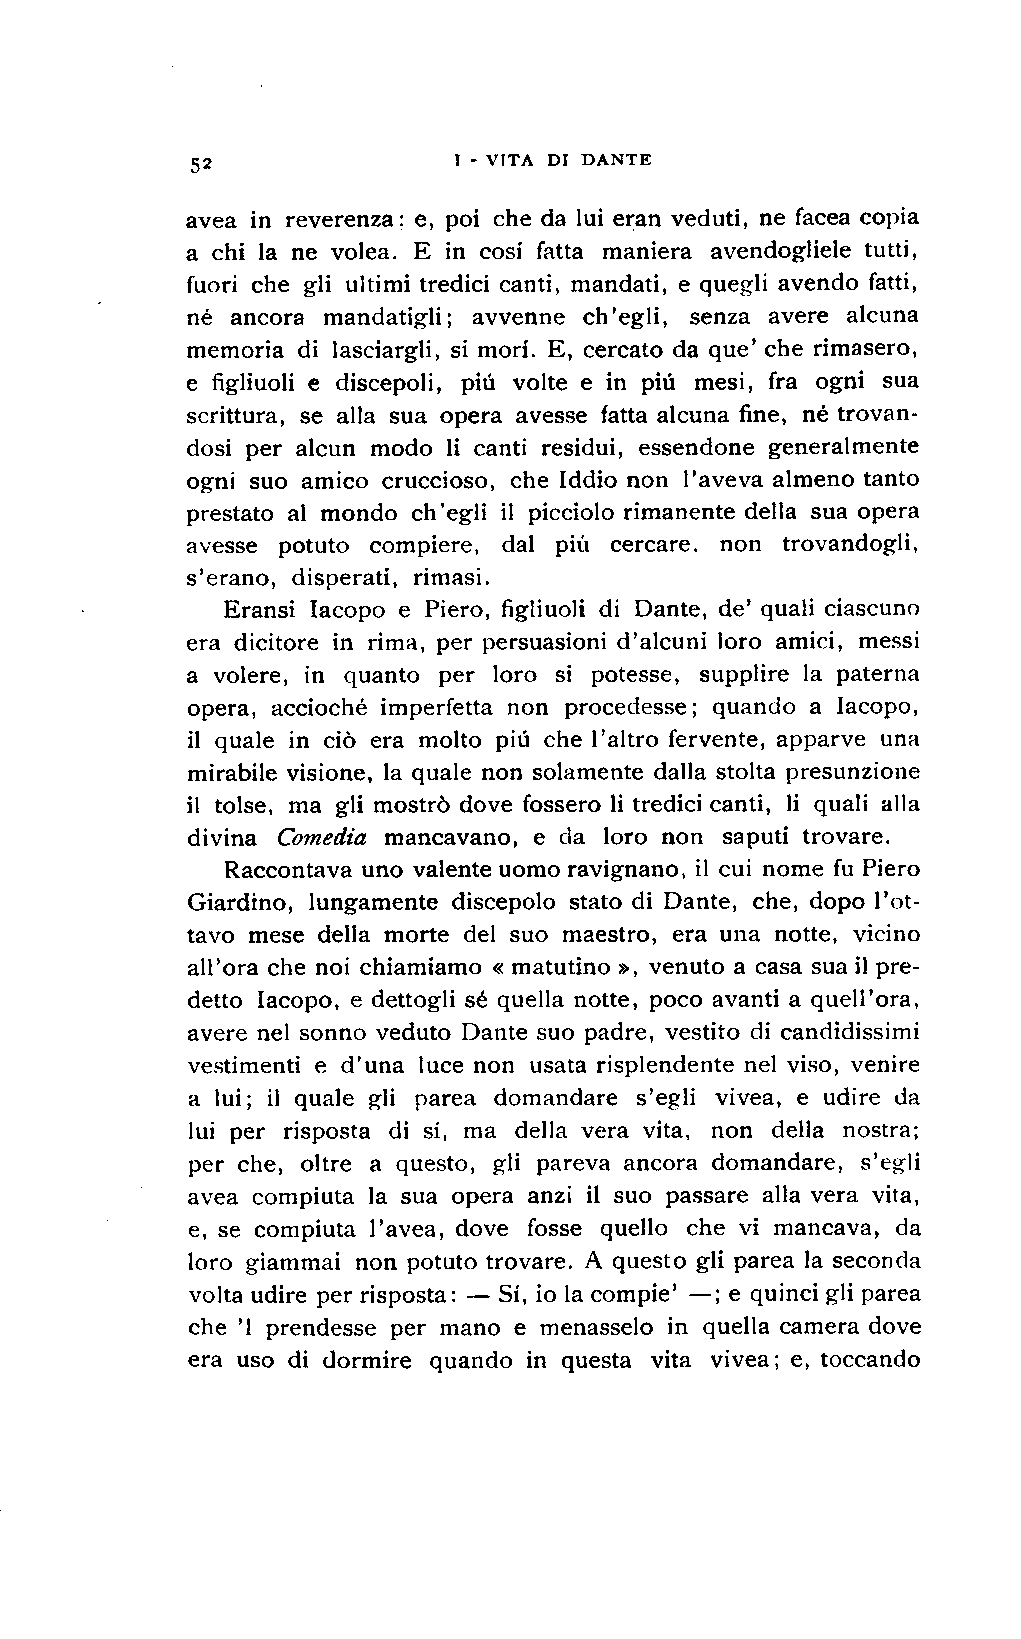 52
I - VITA DI DANTE
avea in reverenza: e, poi che da lui eran veduti, ne facea copia
a chi la ne volea. E in cosí fatta maniera avendogliele tutti,
fuori che gli ultimi tredici canti, mandati, e quegli avendo fatti,
né ancora mandatigli; avvenne ch'egli, senza avere alcuna
memoria di lasciargli, si morí. E, cercato da que' che rimasero,
e figliuoli e discepoli, piú volte e in piú mesi, fra ogni sua
scrittura, se alla sua opera avesse fatta alcuna fine, né trovan-
dosi per alcun modo li canti residui, essendone generalmente
ogni suo amico cruccioso, che Iddio non l'aveva almeno tanto
prestato al mondo ch'egli il picciolo rimanente della sua opera
avesse potuto compiere, dal piú cercare. non trovandogli,
s'erano, disperati, rimasi.
Eransi Iacopo e Piero, figliuoli di Dante, de' quali ciascuno
era dicitore in rima, per persuasioni d'alcuni loro amici, messi
a volere, in quanto per loro si potesse, supplire la paterna
opera, accioché imperfetta non procedesse; quando a Iacopo,
il quale in ciò era molto piú che l'altro fervente, apparve una
mirabile visione, la quale non solamente dalla stolta presunzione
il tolse, ma gli mostrò dove fossero li tredici canti, li quali alla
divina Comedia mancavano, e da loro non saputi trovare.
Raccontava uno valente uomo ravignano, il cui nome fu Piero
Giardino, lungamente discepolo stato di Dante, che, dopo l'ot-
tavo mese della morte del suo maestro, era una notte, vicino
all'ora che noi chiamiamo « matutino », venuto a casa sua il pre-
detto Iacopo, e dettogli sé quella notte, poco avanti a quell'ora,
avere nel sonno veduto Dante suo padre, vestito di candidissimi
vestimenti e d'una luce non usata risplendente nel viso, venire
a lui; il quale gli parea domandare s'egli vivea, e udire da
lui per risposta di sí, ma della vera vita, non della nostra;
per che, oltre a questo, gli pareva ancora domandare, s'egli
avea compiuta la sua opera anzi il suo passare alla vera vita,
e, se compiuta l'avea, dove fosse quello che vi mancava, da
loro giammai non potuto trovare. A questo gli parea la seconda
volta udire per risposta: — Sí, io la compie' —; e quinci gli parea
che 'l prendesse per mano e menasselo in quella camera dove
era uso di dormire quando in questa vita vivea; e, toccando